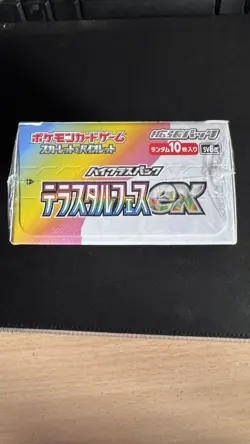 ポケモンカードゲーム
スカーレット&バイオレット
拡張パック
ランダム10枚入り
SV8a
ハイクラスパック
テラスタルフェスex